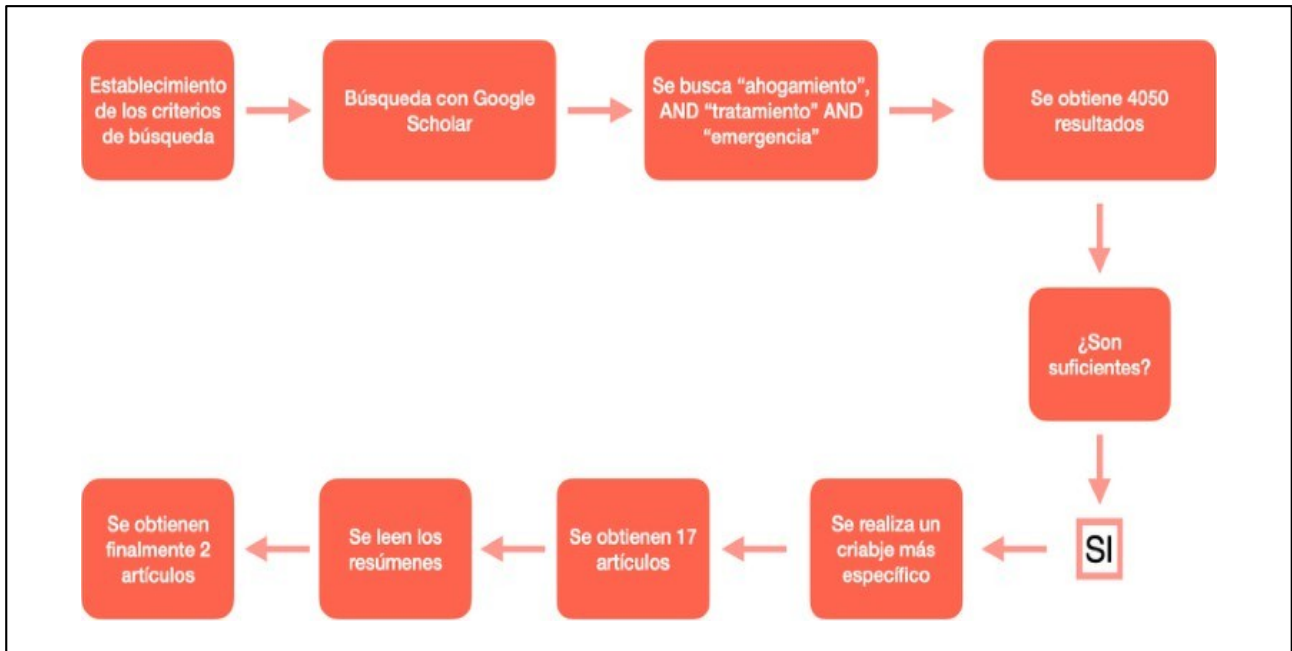 Establecimiento
de los criterios
de búsqueda
Búsqueda con Google
Scholar
Se busca “ahogamiento”,
AND “tratamiento” AND
“emergencia”
Se obtiene 4050
resultados
¿Son
suficientes?
SI
Se realiza un
criabje más
específico
Se obtienen 17
artículos
Se leen los
resúmenes
Se obtienen
finalmente 2
artículos